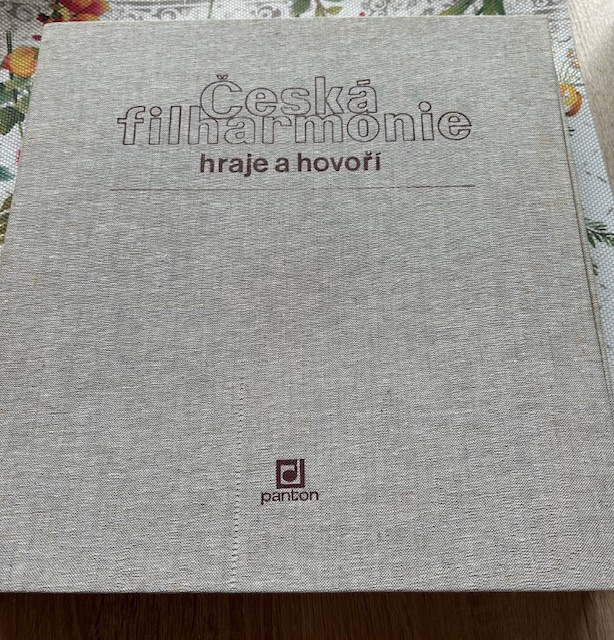 Česká
filharmonie
hraje a hovoří
panton